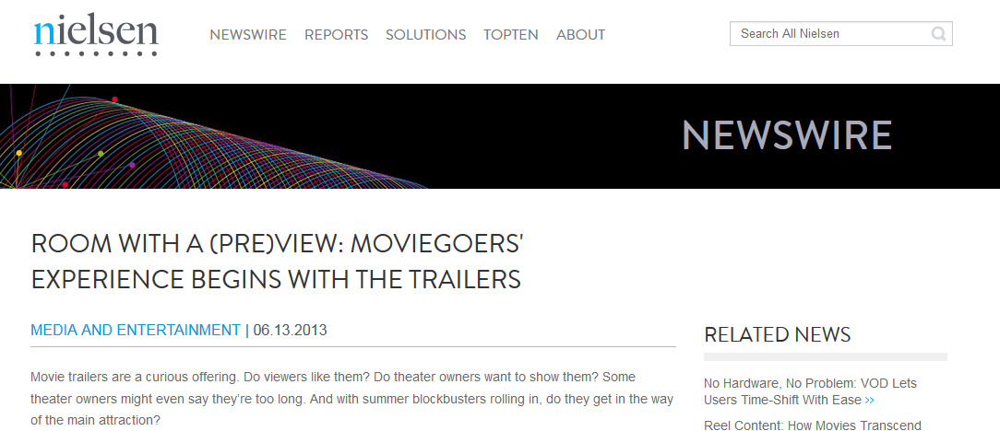 nielsen
NEWSWIRE REPORTS SOLUTIONS TOPTEN ABOUT
Search All Nielsen
NEWSWIRE
ROOM WITH A (PRE)VIEW: MOVIEGOERS'
EXPERIENCE BEGINS WITH THE TRAILERS
MEDIA AND ENTERTAINMENT | 06.13.2013
Movie trailers are a curious offering. Do viewers like them? Do theater owners want to show them? Some
theater owners might even say they're too long. And with summer blockbusters rolling in, do they get in the way
of the main attraction?
RELATED NEWS
No Hardware, No Problem: VOD Lets
Users Time-Shift With Ease >>
Reel Content: How Movies Transcend